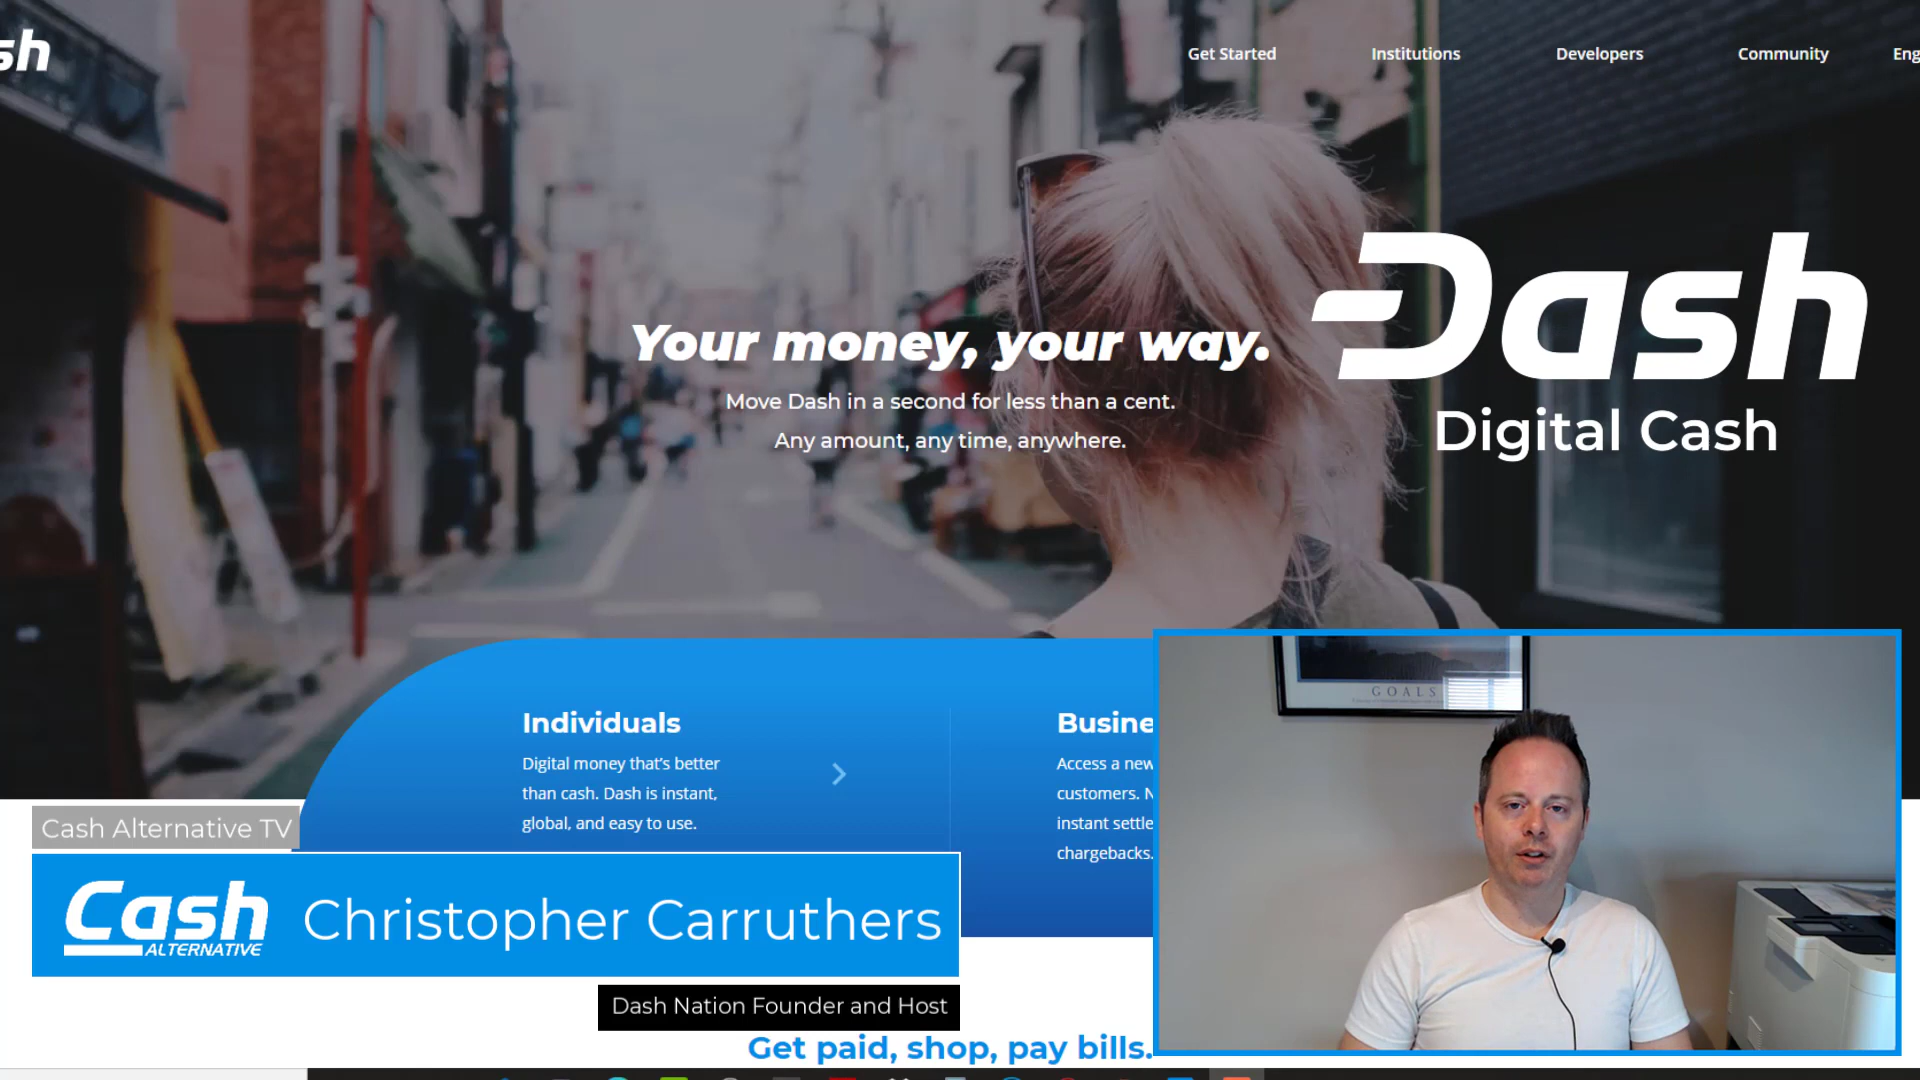 sh
Get Started
Institutions
Developers
Community
Eng
Your money, your way.
Move Dash in a second for less than a cent.
Any amount, any time, anywhere.
Dash
Digital Cash
Individuals
Digital money that's better
than cash. Dash is instant,
global, and easy to use.
Busine
Access a new
customers. N
instant settle
chargebacks.
GOALS
Cash Alternative TV
Cash
ALTERNATIVE
Christopher Carruthers
Dash Nation Founder and Host
Get paid, shop, pay bills.